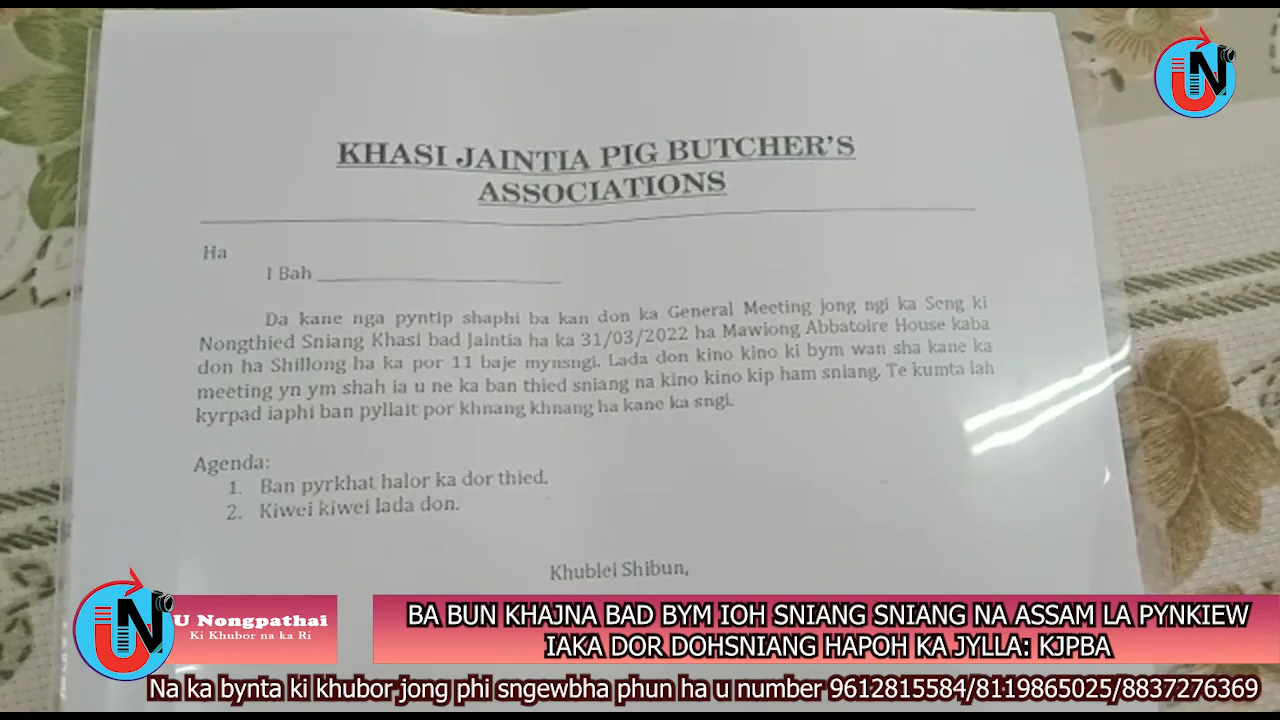 UN
KHASI JAINTIA PIG BUTCHER'S
ASSOCIATIONS
Ha
I Bah
Da kane nga pyntip shaphi ba kan don ka General Meeting jong ngi ka Seng ki
Nongthied Sniang Khasi bad Jaintia ha ka 31/03/2022 ha Mawiong Abbatoire House kaba
don ha Shillong ha ka por 11 baje mynsngi. Lada don kino kino ki bym wan sha kane ka
meeting yn ym shah ia u ne ka ban thied sniang na kino kino kip ham sniang. Te kumta lah
kyrpad iaphi ban pyllait por khnang khnang ha kane ka sngi.
Agenda:
1. Ban pyrkhat halor ka dor thied.
2. Kiwei kiwei lada don.
Khublei Shibun,
UN
U Nongpathai
Ki Khubor na ka Ri
BA BUN KHAJNA BAD BYM IOH SNIANG SNIANG NA ASSAM LA PYNKIEW
IAKA DOR DOHSNIANG HAPOH KA JYLLA: KJPBA
Na ka bynta ki khubor jong phi sngewbha phun ha u number 9612815584/8119865025/8837276369